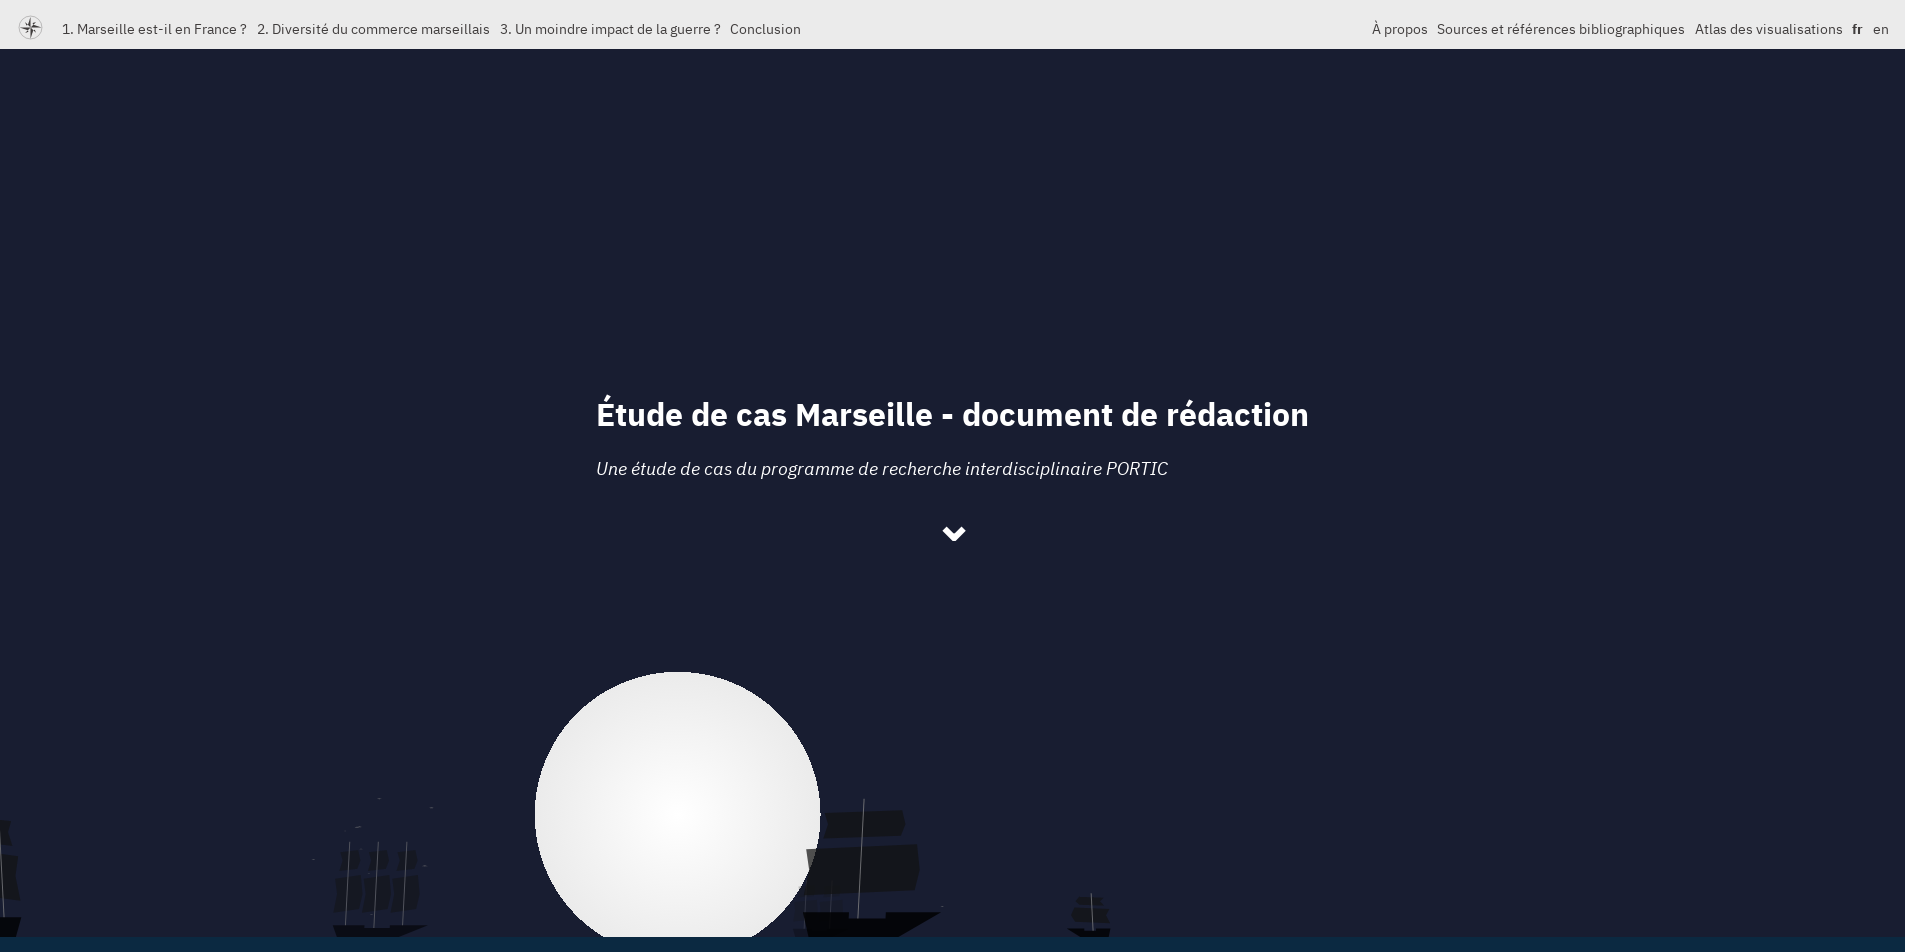 1. Marseille est-il en France ? 2. Diversité du commerce marseillais 3. Un moindre impact de la guerre ? Conclusion À propos Sources et références bibliographiques Atlas des visualisations fr en
Étude de cas Marseille - document de rédaction
Une étude de cas du programme de recherche interdisciplinaire PORTIC